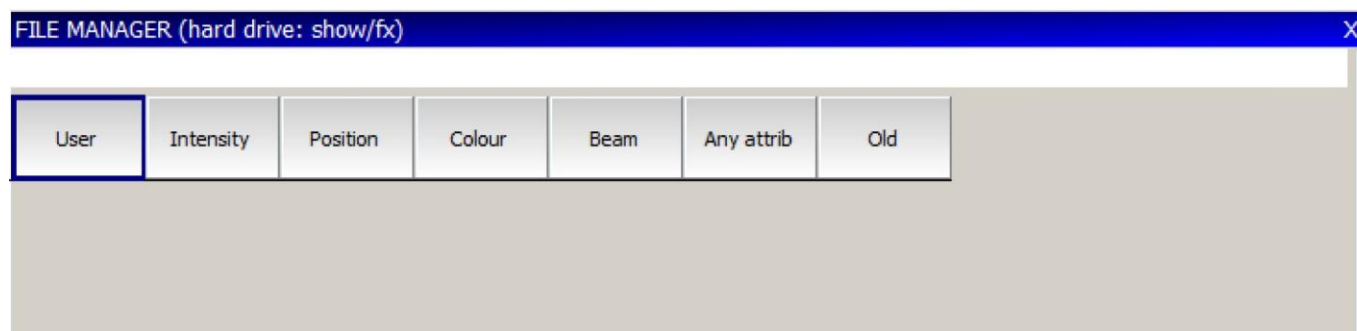 FILE MANAGER (hard drive: show/fx) X
User Intensity Position Colour Beam Any attrib Old